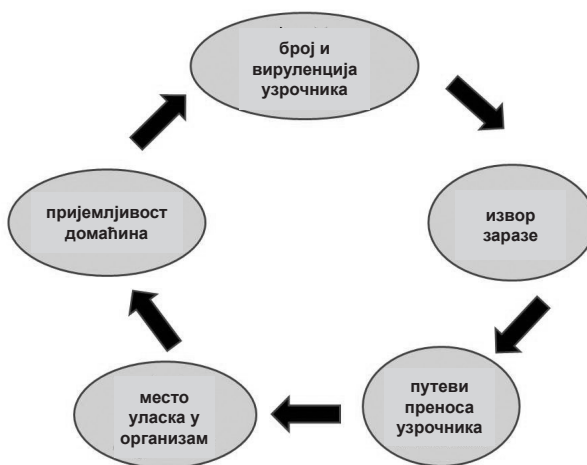 број и
вируленција
узрочника
извор
заразе
путеви
преноса
узрочника
место
уласка у
организам
пријемљивост
домаћина